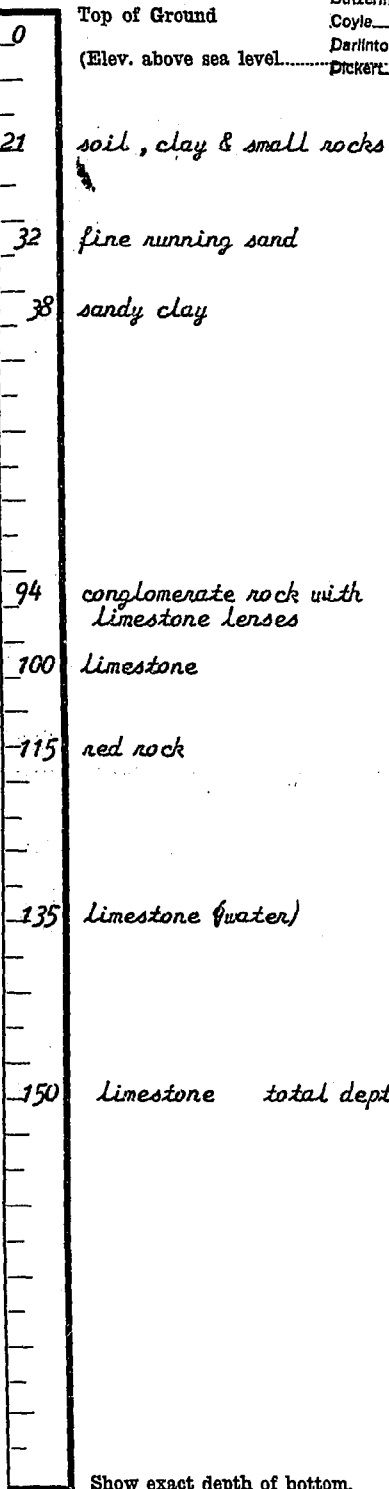 Top of Ground
Coyle
0
(Elev. above sea level
Dickert
21 soil, clay & small rocks
32 fine running sand
38 sandy clay
94 conglomerate rock with
limestone lenses
100 limestone
115 red rock
135 limestone (water)
150 limestone total dept
Show exact depth of bottom.